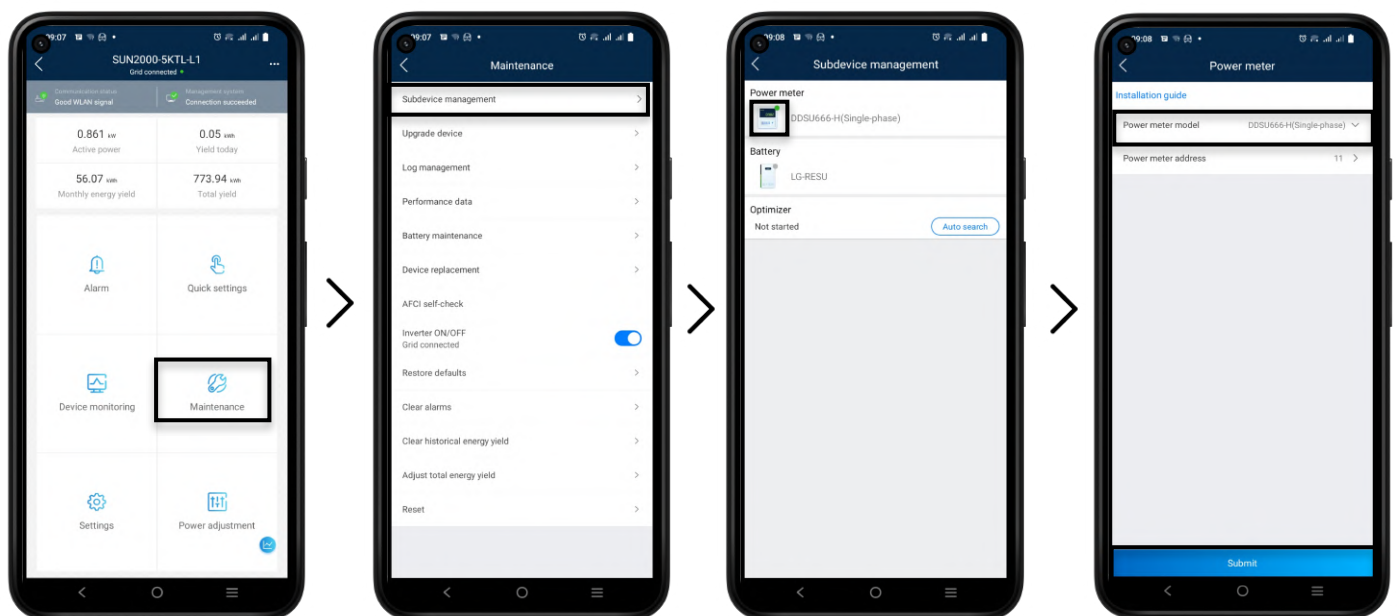 09:07
SUN2000-5KTL-L1
Grid connected
Communication status
Good WLAN signal
Management system
Connection succeeded
0.861 kW
Active power
0.05 kWh
Yield today
56.07 kWh
Monthly energy yield
773.94 kWh
Total yield
Alarm
Quick settings
Device monitoring
Maintenance
Settings
Power adjustment
09:07
Maintenance
Subdevice management
Upgrade device
Log management
Performance data
Battery maintenance
Device replacement
AFCI self-check
Inverter ON/OFF
Grid connected
Restore defaults
Clear alarms
Clear historical energy yield
Adjust total energy yield
Reset
09:08
Subdevice management
Power meter
DDSU666-H(Single-phase)
Battery
LG-RESU
Optimizer
Not started
Auto search
09:08
Power meter
Installation guide
Power meter model DDSU666-H(Single-phase)
Power meter address 11
Submit